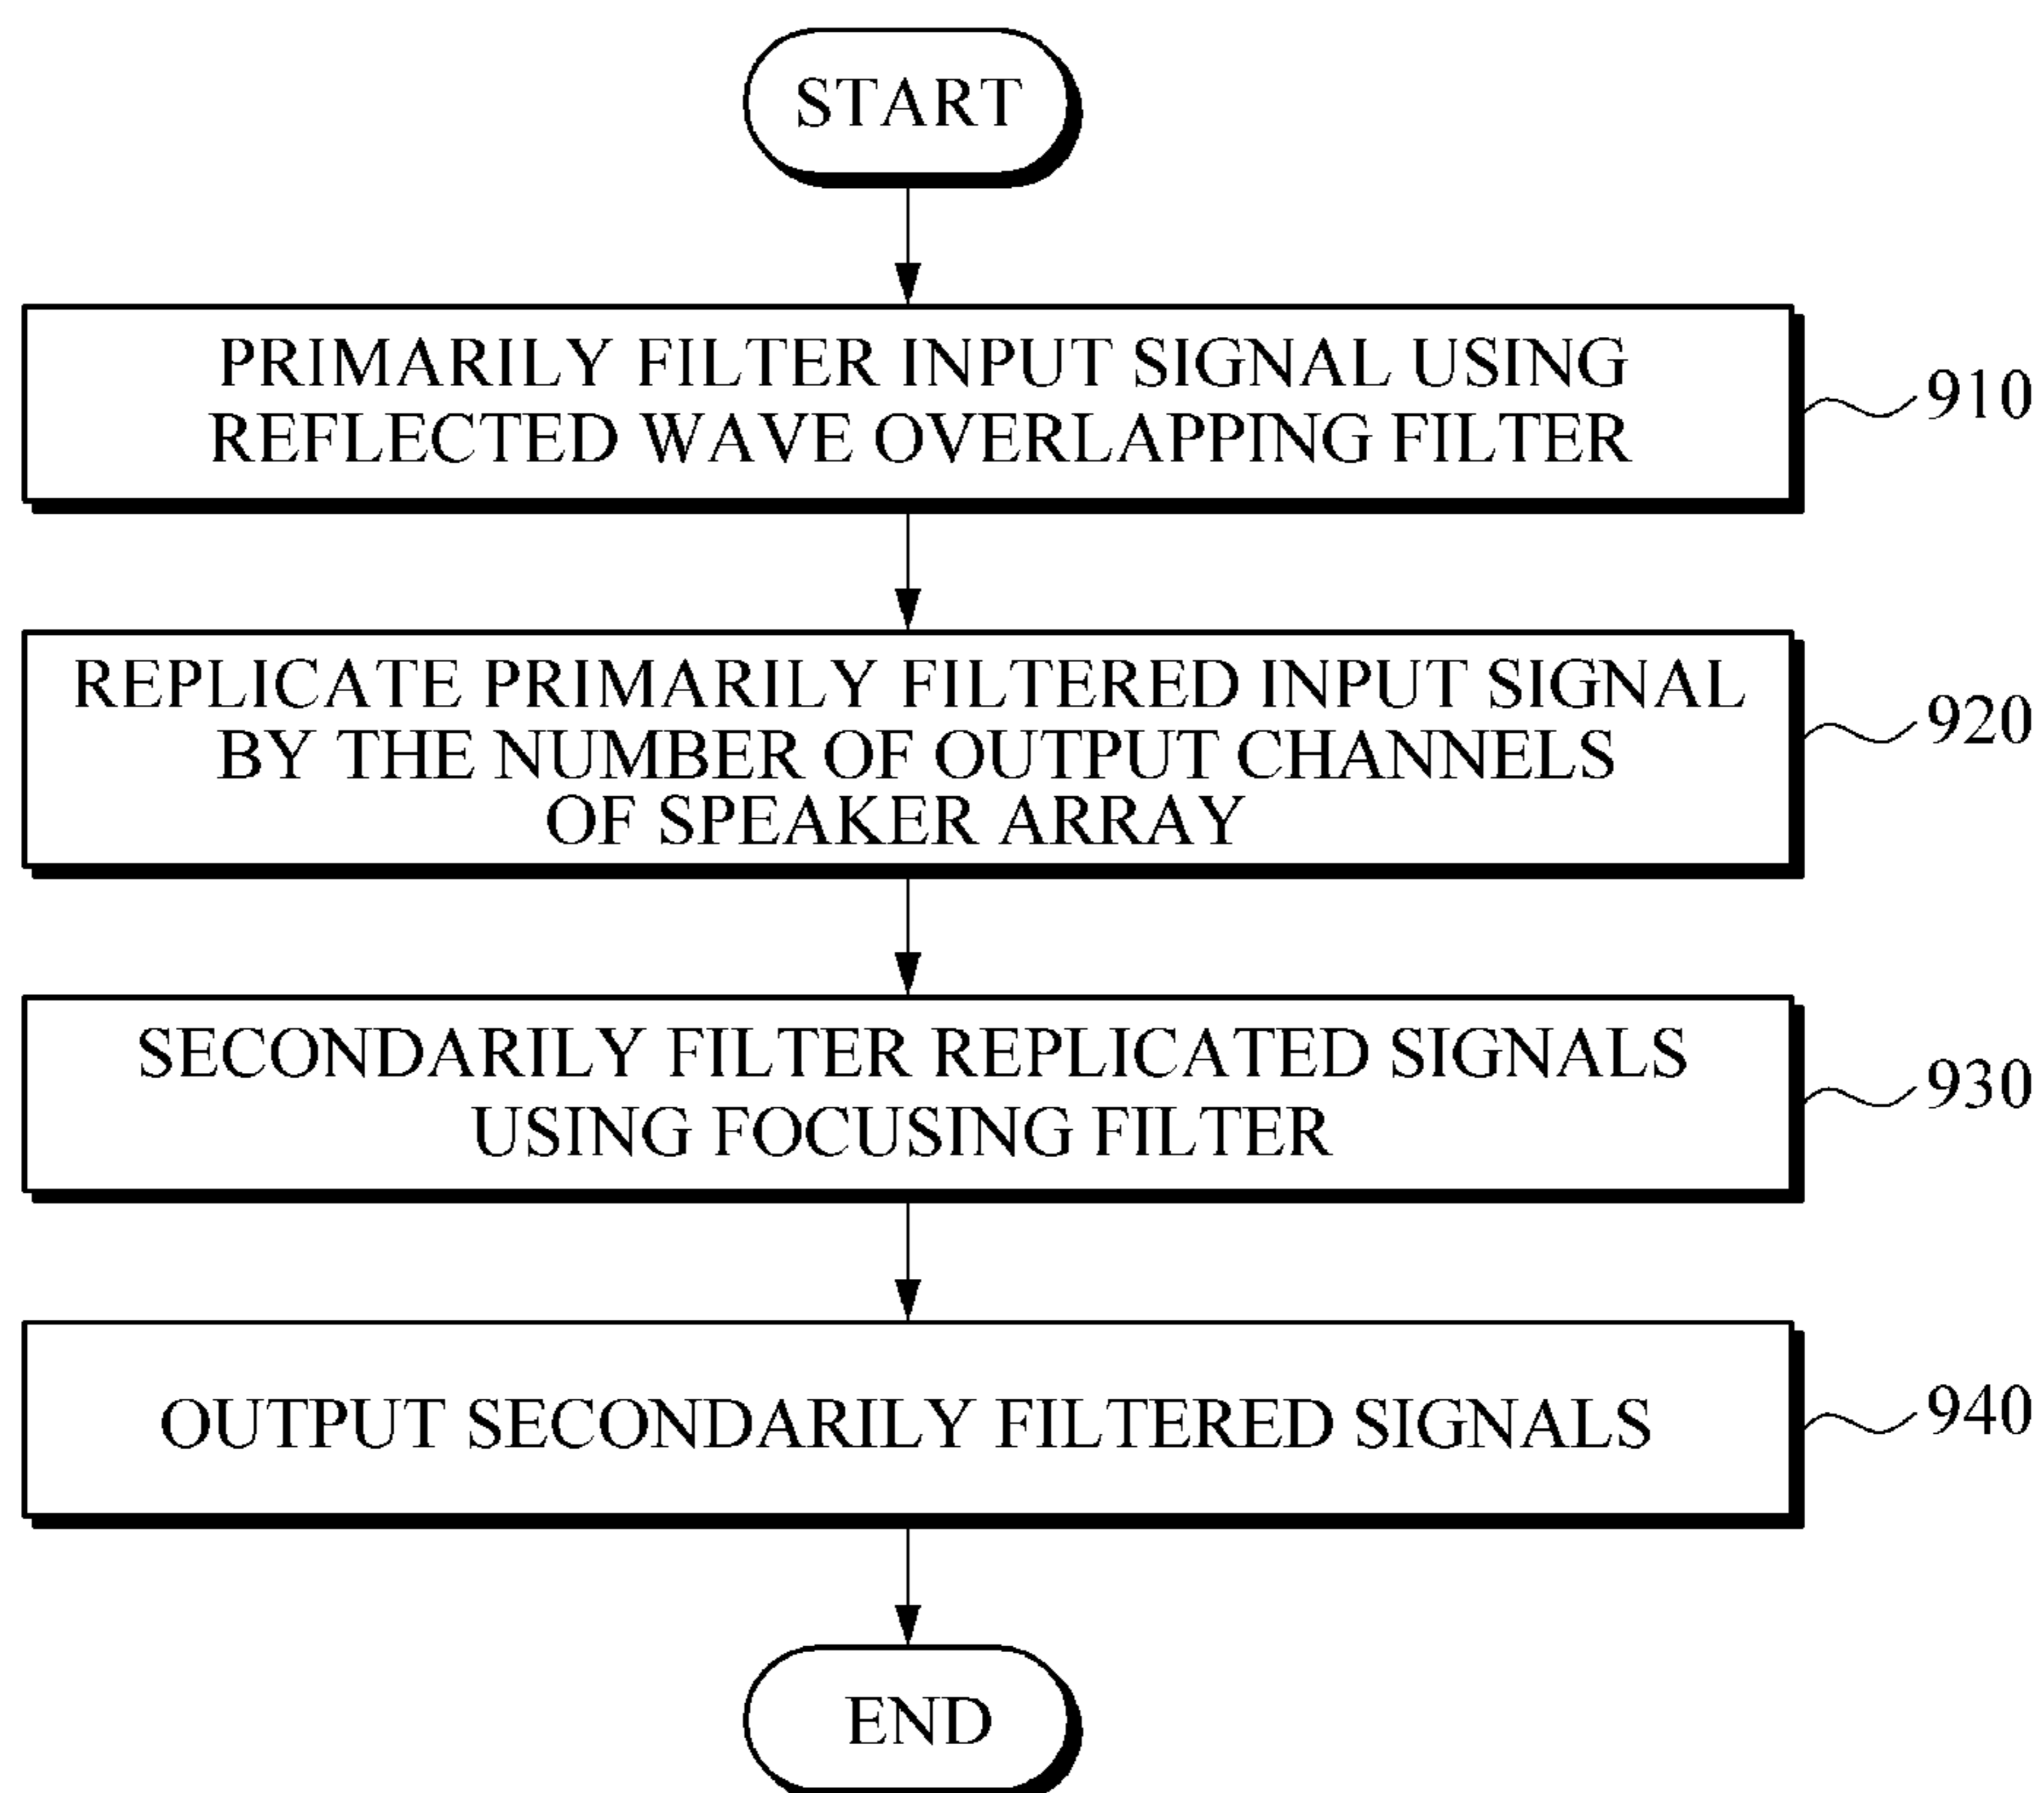 START
PRIMARILY FILTER INPUT SIGNAL USING
REFLECTED WAVE OVERLAPPING FILTER
910
REPLICATE PRIMARILY FILTERED INPUT SIGNAL
BY THE NUMBER OF OUTPUT CHANNELS
OF SPEAKER ARRAY
920
SECONDARILY FILTER REPLICATED SIGNALS
USING FOCUSING FILTER
930
OUTPUT SECONDARILY FILTERED SIGNALS
940
END